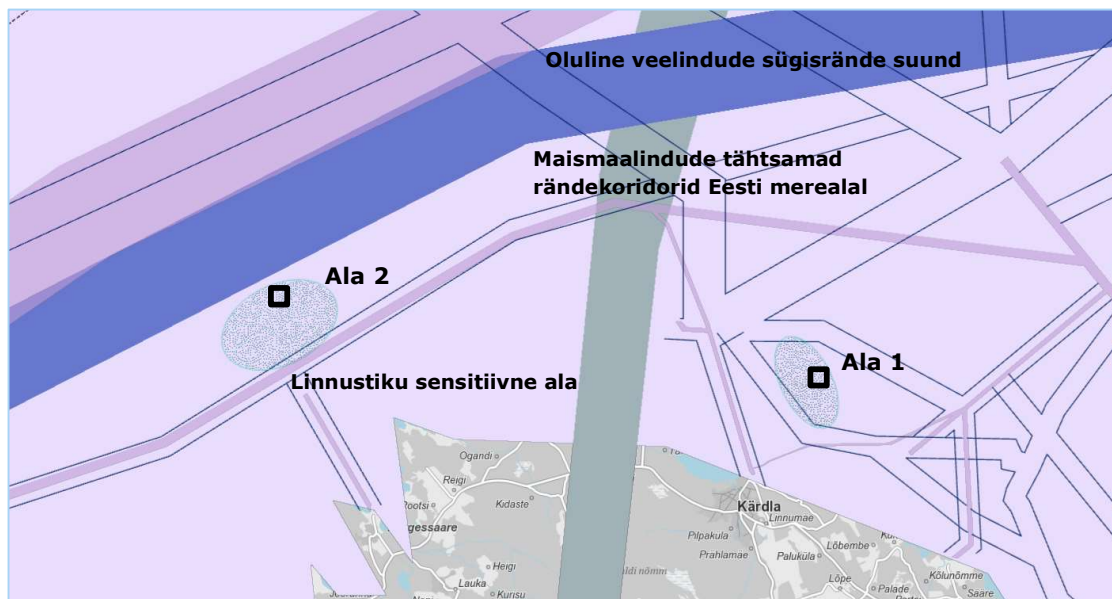 Oluline veelindude sügisrände suund
Maismaalindude tähtsamad
rändekoridorid Eesti merealal
Ala 2
Ala 1
Linnustiku sensitiivne ala
Ogandi
Reigi
Rootsi
Kidaste
Kärdla
Linnumäe
Pilpaküla
Prahlamäe
Paluküla
Lõbembe
Heigi
Lauka
Kurisu
Lõpe
Palade
Kõlunõmme
Saare